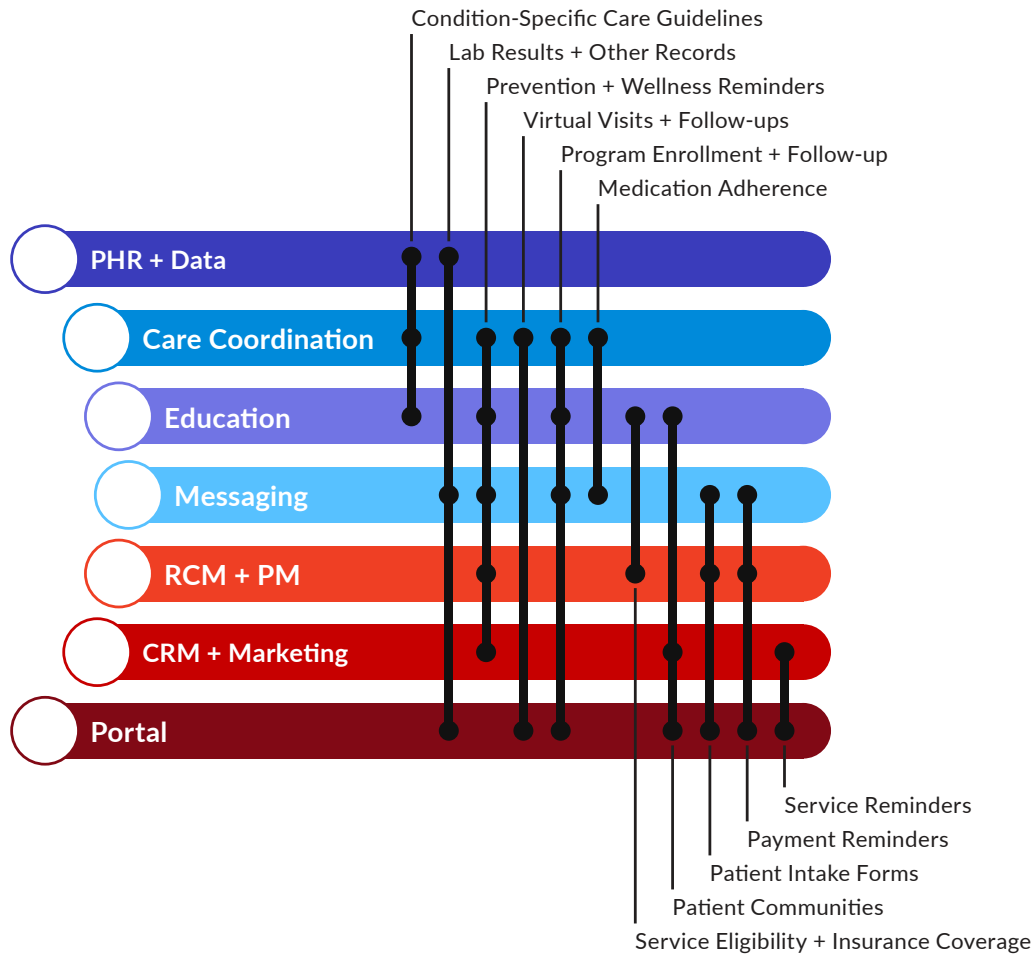 Condition-Specific Care Guidelines
Lab Results + Other Records
Prevention + Wellness Reminders
Virtual Visits + Follow-ups
Program Enrollment + Follow-up
Medication Adherence
PHR + Data
Care Coordination
Education
Messaging
RCM + PM
CRM + Marketing
Portal
Service Reminders
Payment Reminders
Patient Intake Forms
Patient Communities
Service Eligibility + Insurance Coverage